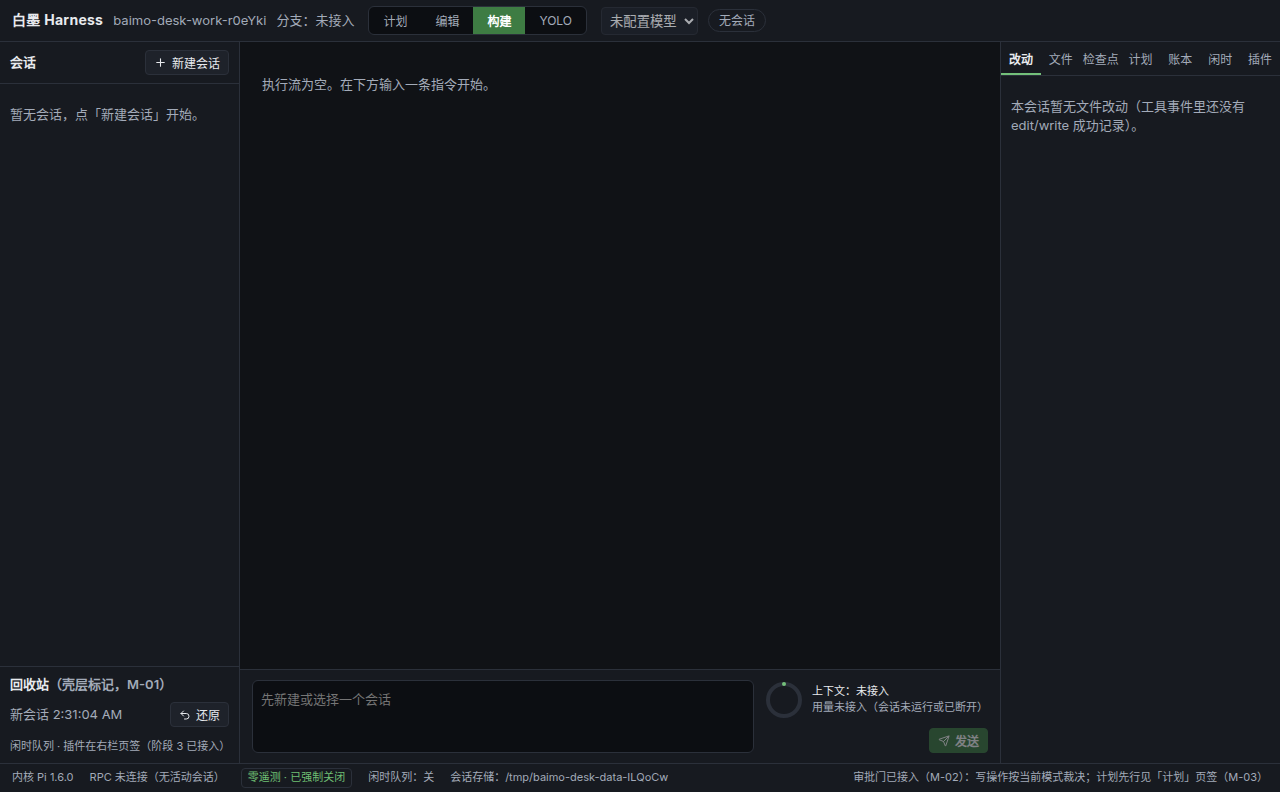 白墨 Harness baimo-desk-work-r0eYki 分支：未接入 计划 编辑 构建 YOLO 未配置模型 无会话
会话 + 新建会话
暂无会话，点「新建会话」开始。
执行流为空。在下方输入一条指令开始。
改动 文件 检查点 计划 账本 闲时 插件
本会话暂无文件改动（工具事件里还没有
edit/write 成功记录）。
回收站（壳层标记，M-01）
新会话 2:31:04 AM 还原
闲时队列 · 插件在右栏页签（阶段 3 已接入）
先新建或选择一个会话
上下文：未接入
用量未接入（会话未运行或已断开）
发送
内核 Pi 1.6.0 RPC 未连接（无活动会话） 零遥测 · 已强制关闭 闲时队列：关 会话存储：/tmp/baimo-desk-data-ILQoCw 审批门已接入（M-02）：写操作按当前模式裁决；计划先行见「计划」页签（M-03）